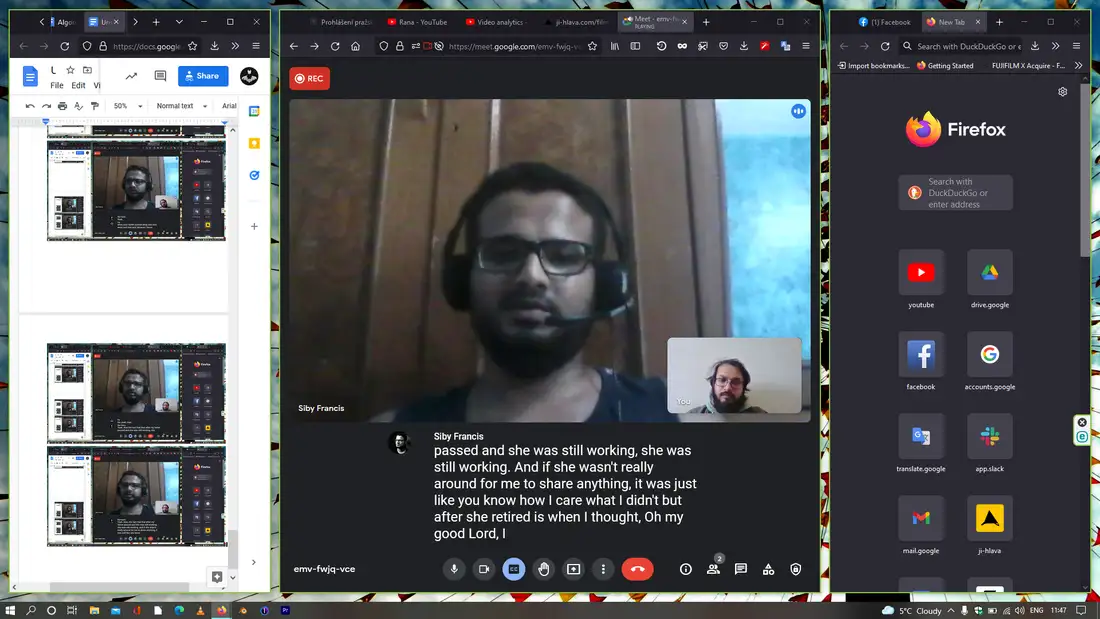 Algo
Un
https://docs.google
Share
File Edit Vi
50%
Normal text
Arial
Prohlášení praž
Rana - YouTube
Video analytics -
ji-hlava.com/film
Meet - emv-f
PLAYING
https://meet.google.com/emv-fwjq-vc
REC
You
Siby Francis
Siby Francis
passed and she was still working, she was
still working. And if she wasn't really
around for me to share anything, it was just
like you know how I care what I didn't but
after she retired is when I thought, Oh my
good Lord, I
emv-fwjq-vce
2
(1) Facebook
New Tab
Search with DuckDuckGo or e
Import bookmarks...
Getting Started
FUJIFILM X Acquire - F...
Firefox
Search with
DuckDuckGo or
enter address
youtube
drive.google
facebook
accounts.google
translate.google
app.slack
mail.google
ji-hlava
5°C Cloudy
ENG
11:47